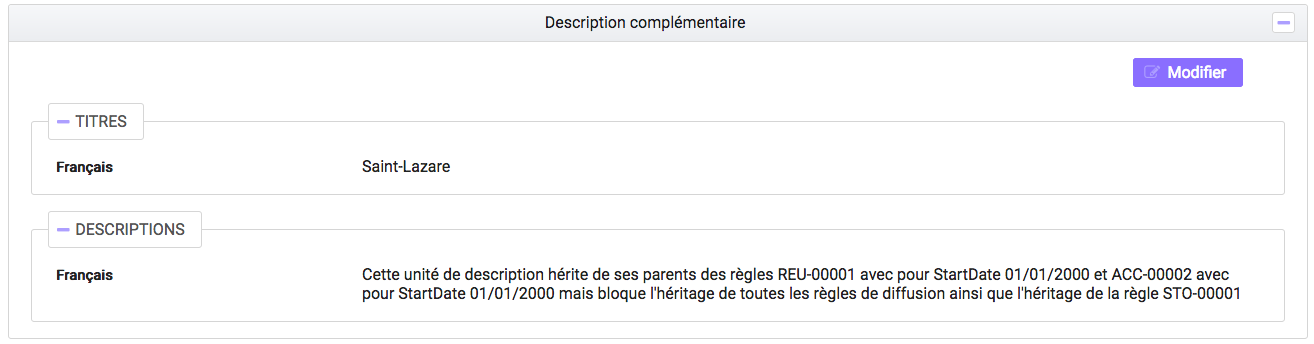 Description complémentaire
Modifier
TITRES
Français
Saint-Lazare
DESCRIPTIONS
Français
Cette unité de description hérite de ses parents des règles REU-00001 avec pour StartDate 01/01/2000 et ACC-00002 avec
pour StartDate 01/01/2000 mais bloque l'héritage de toutes les règles de diffusion ainsi que l'héritage de la règle STO-00001